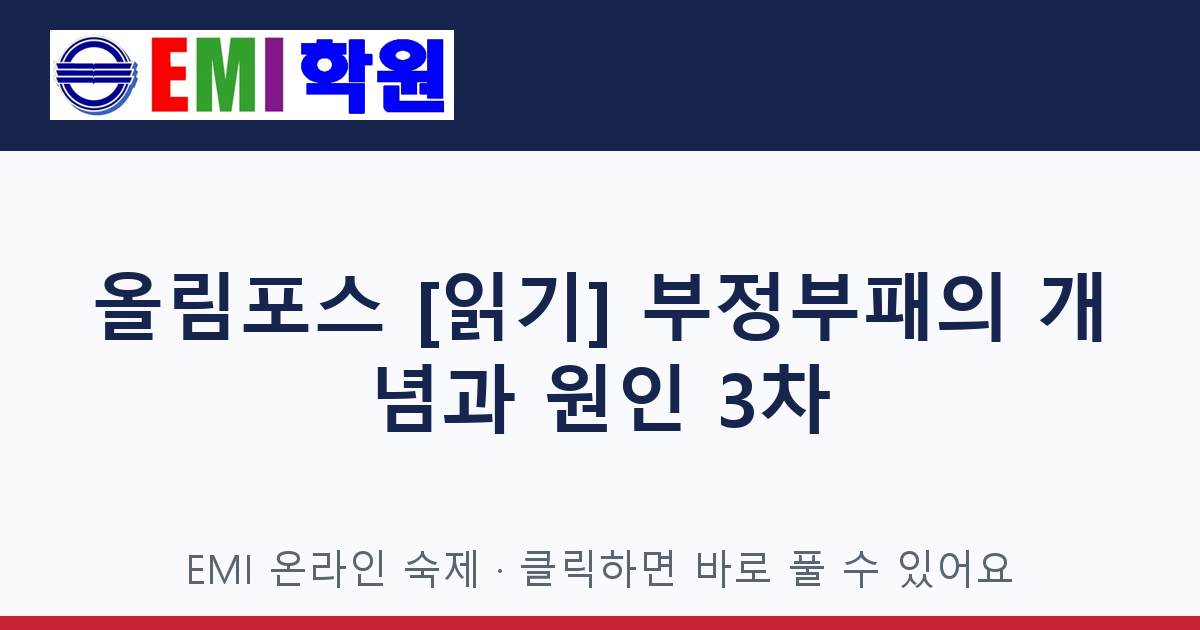 EMI 학원
올림포스 [읽기] 부정부패의 개
념과 원인 3차
EMI 온라인 숙제 · 클릭하면 바로 풀 수 있어요